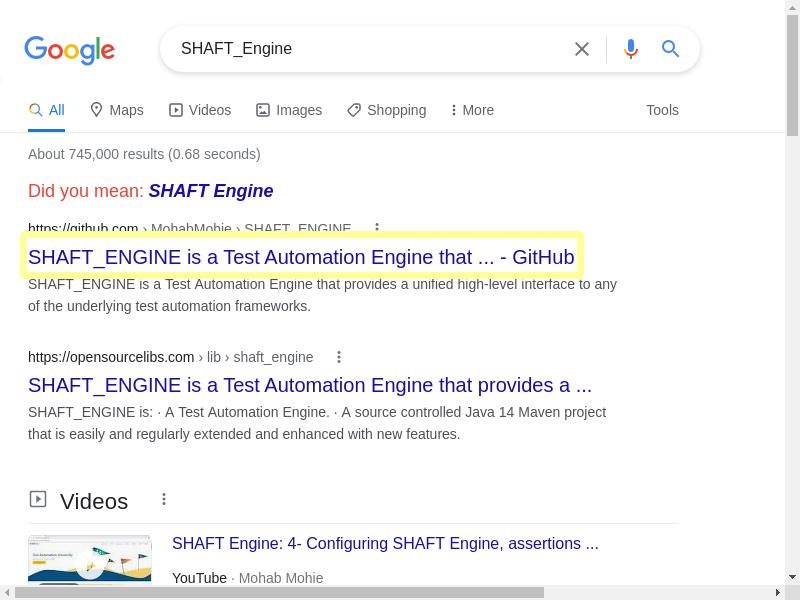 Google
SHAFT_Engine
All
Maps
Videos
Images
Shopping
More
Tools
About 745,000 results (0.68 seconds)
Did you mean: SHAFT Engine
https://github.com › MohabMohie › SHAFT_ENGINE
SHAFT_ENGINE is a Test Automation Engine that ... - GitHub
SHAFT_ENGINE is a Test Automation Engine that provides a unified high-level interface to any
of the underlying test automation frameworks.
https://opensourcelibs.com › lib › shaft_engine
SHAFT_ENGINE is a Test Automation Engine that provides a ...
SHAFT_ENGINE is: · A Test Automation Engine. · A source controlled Java 14 Maven project
that is easily and regularly extended and enhanced with new features.
Videos
SHAFT Engine: 4- Configuring SHAFT Engine, assertions ...
YouTube · Mohab Mohie